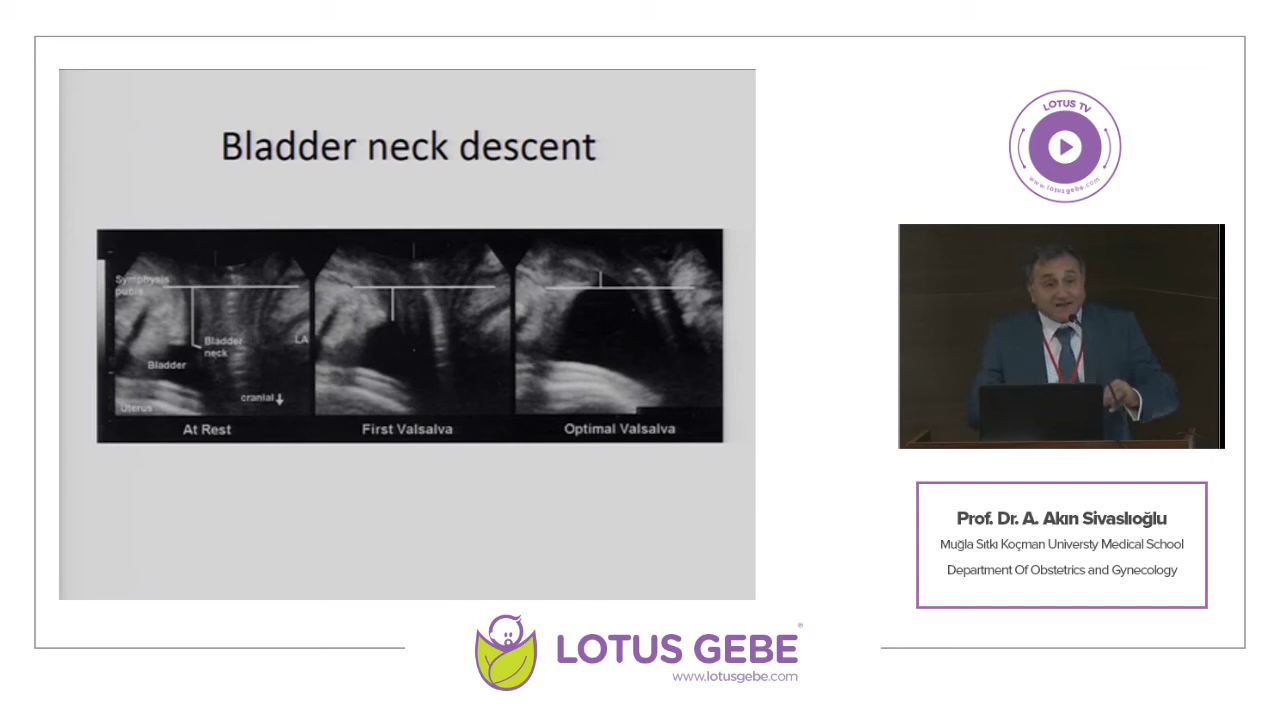 Bladder neck descent
Symphysis
pubis
Bladder
neck
LA
Bladder
cranial
Uterus
At Rest
First Valsalva
Optimal Valsalva
LOTUS TV
www.lotusgebe.com
Prof. Dr. A. Akın Sivaslıoğlu
Muğla Sıtkı Koçman Universty Medical School
Department Of Obstetrics and Gynecology
LOTUS GEBE®
www.lotusgebe.com